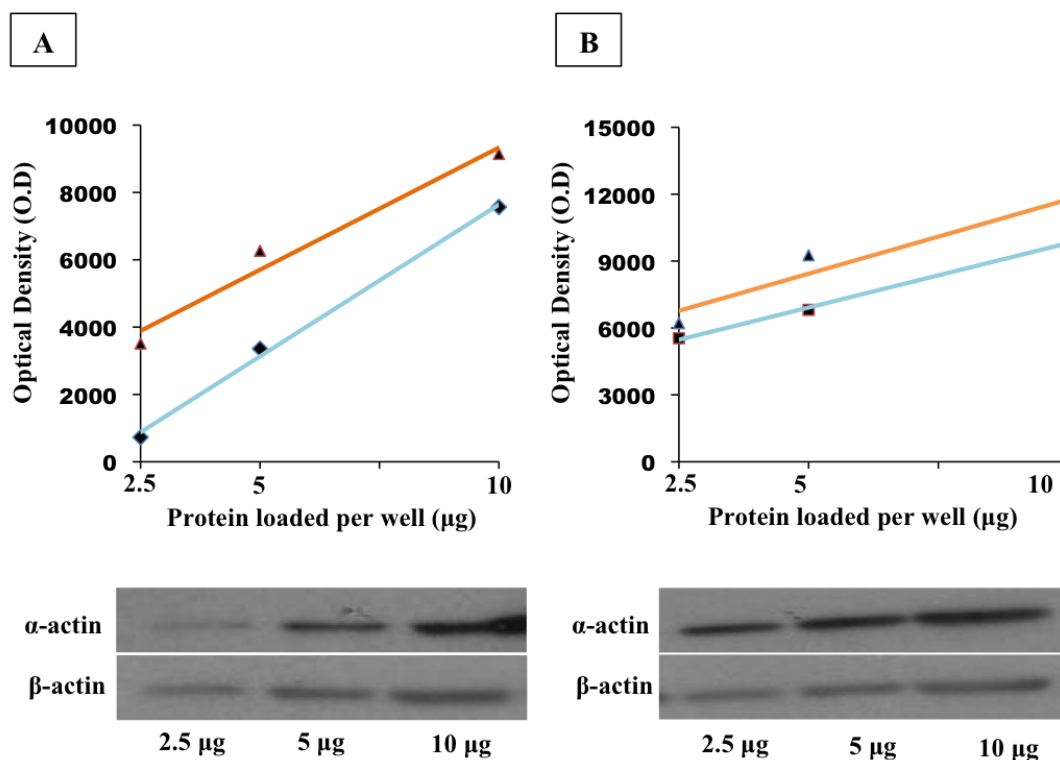 A
B
10000
8000
6000
4000
2000
0
Optical Density (O.D)
2.5
5
10
Protein loaded per well (µg)
15000
12000
9000
6000
3000
0
Optical Density (O.D)
2.5
5
10
Protein loaded per well (µg)
α-actin
β-actin
2.5 µg
5 µg
10 µg
α-actin
β-actin
2.5 µg
5 µg
10 µg